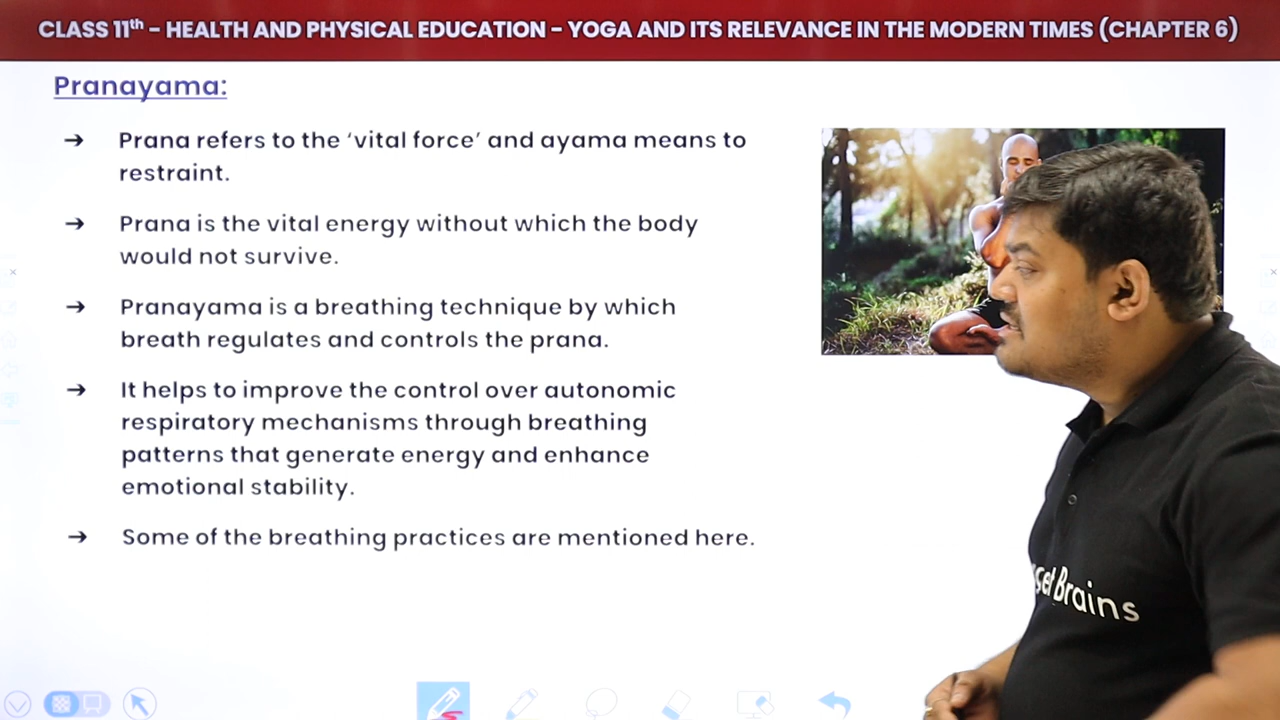 CLASS 11th – HEALTH AND PHYSICAL EDUCATION – YOGA AND ITS RELEVANCE IN THE MODERN TIMES (CHAPTER 6)
Pranayama:
➔ Prana refers to the ‘vital force’ and ayama means to
restraint.
➔ Prana is the vital energy without which the body
would not survive.
➔ Pranayama is a breathing technique by which
breath regulates and controls the prana.
➔ It helps to improve the control over autonomic
respiratory mechanisms through breathing
patterns that generate energy and enhance
emotional stability.
➔ Some of the breathing practices are mentioned here.
Brains